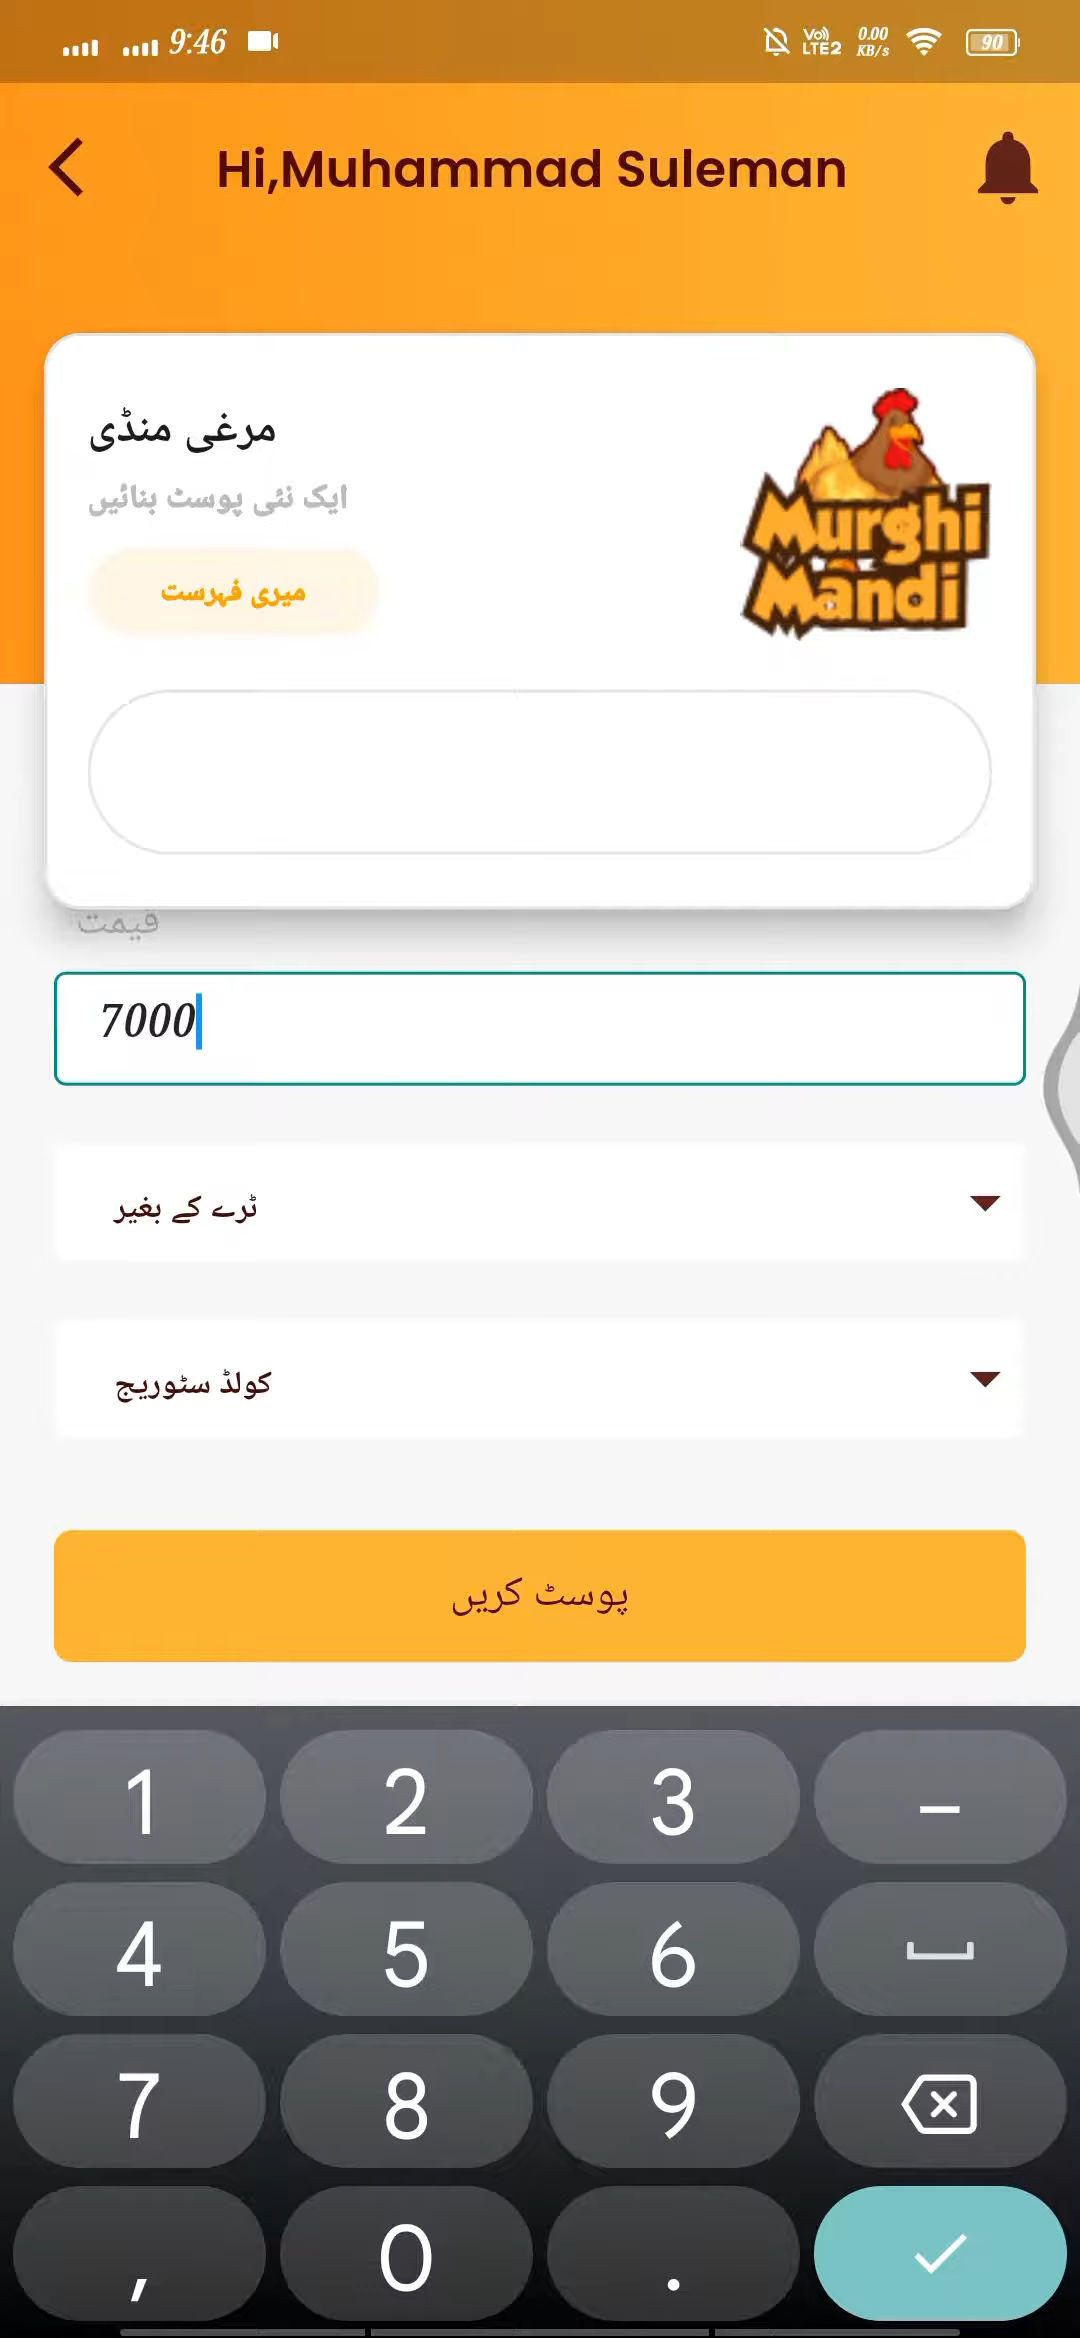 9:46
Vo)) LTE2
0.00 KB/s
90
Hi,Muhammad Suleman
مرغی منڈی
ایک نئی پوسٹ بنائیں
میری فہرست
Murghi
Mandi
قیمت
7000
ٹرے کے بغیر
کولڈ سٹوریج
پوسٹ کریں
1 2 3 –
4 5 6
7 8 9
, 0 .